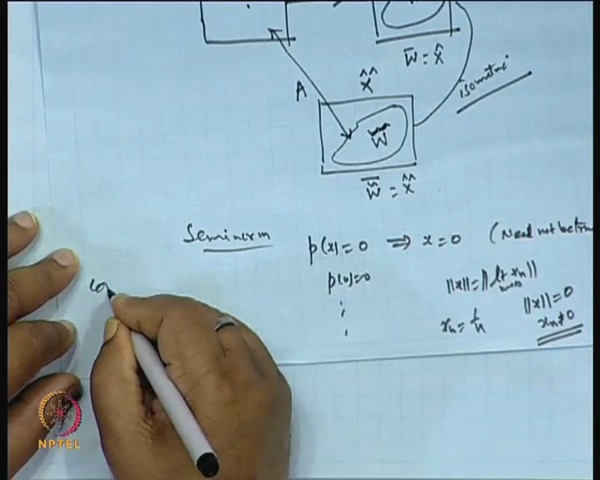 W̄ = X̂
A
X̂̂
isometric
Ŵ
Ŵ̄ = X̂̂
Seminorm p(x)=0 ⇒ x=0 (Need not be true
p(0)=0 ||x||=||lt xn||
n→∞
||x||=0
xn=1/n xn≠0
NPTEL